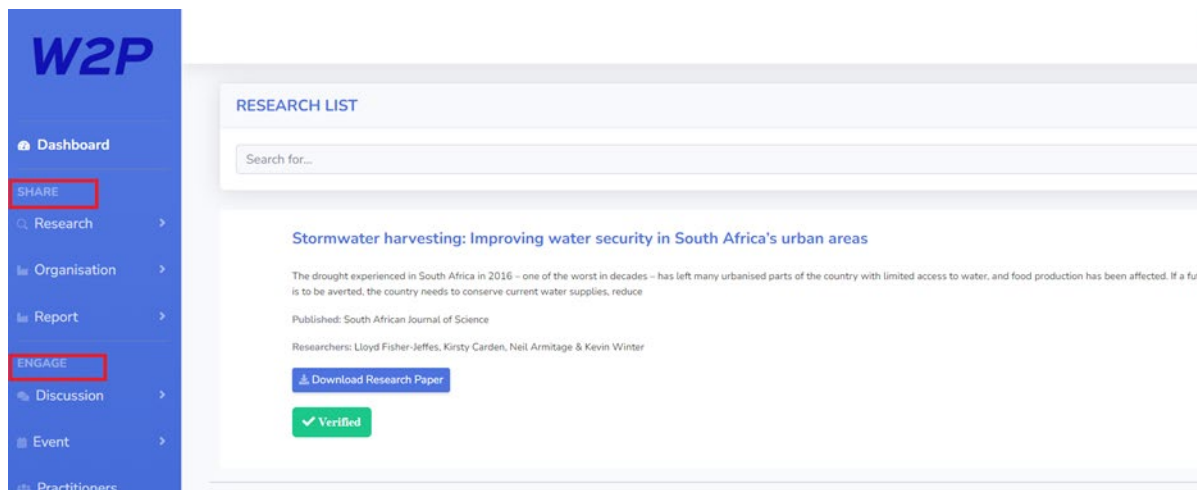 W2P
Dashboard
SHARE
Research
Organisation
Report
ENGAGE
Discussion
Event
Practitioners
RESEARCH LIST
Search for...
Stormwater harvesting: Improving water security in South Africa's urban areas
The drought experienced in South Africa in 2016 – one of the worst in decades – has left many urbanised parts of the country with limited access to water, and food production has been affected. If a fu
is to be averted, the country needs to conserve current water supplies, reduce
Published: South African Journal of Science
Researchers: Lloyd Fisher-Jeffes, Kirsty Carden, Neil Armitage & Kevin Winter
Download Research Paper
Verified